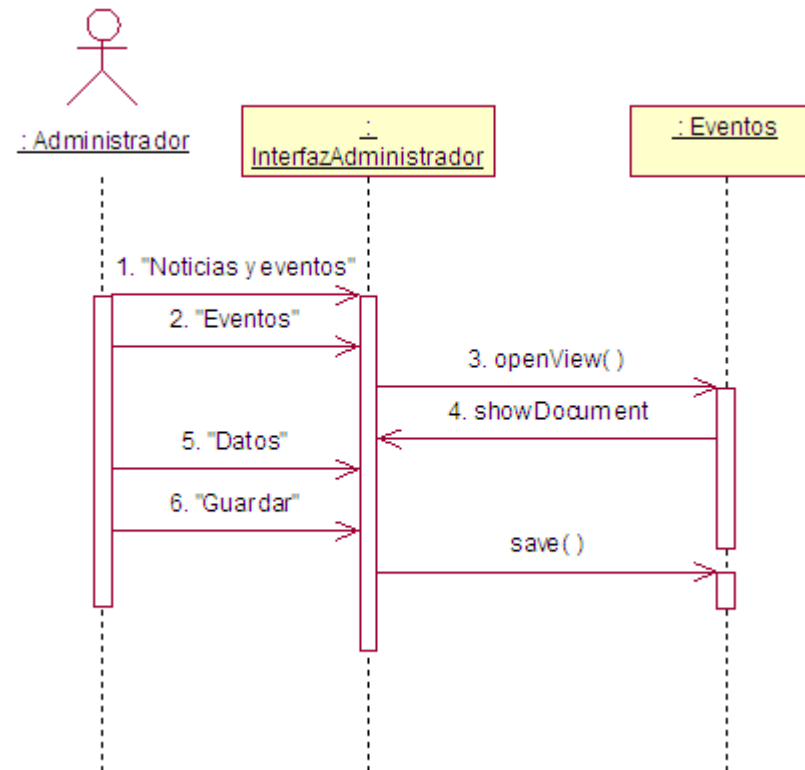 : Administrador
:
InterfazAdministrador
: Eventos
1. "Noticias y eventos"
2. "Eventos"
3. openView( )
4. showDocument
5. "Datos"
6. "Guardar"
save( )